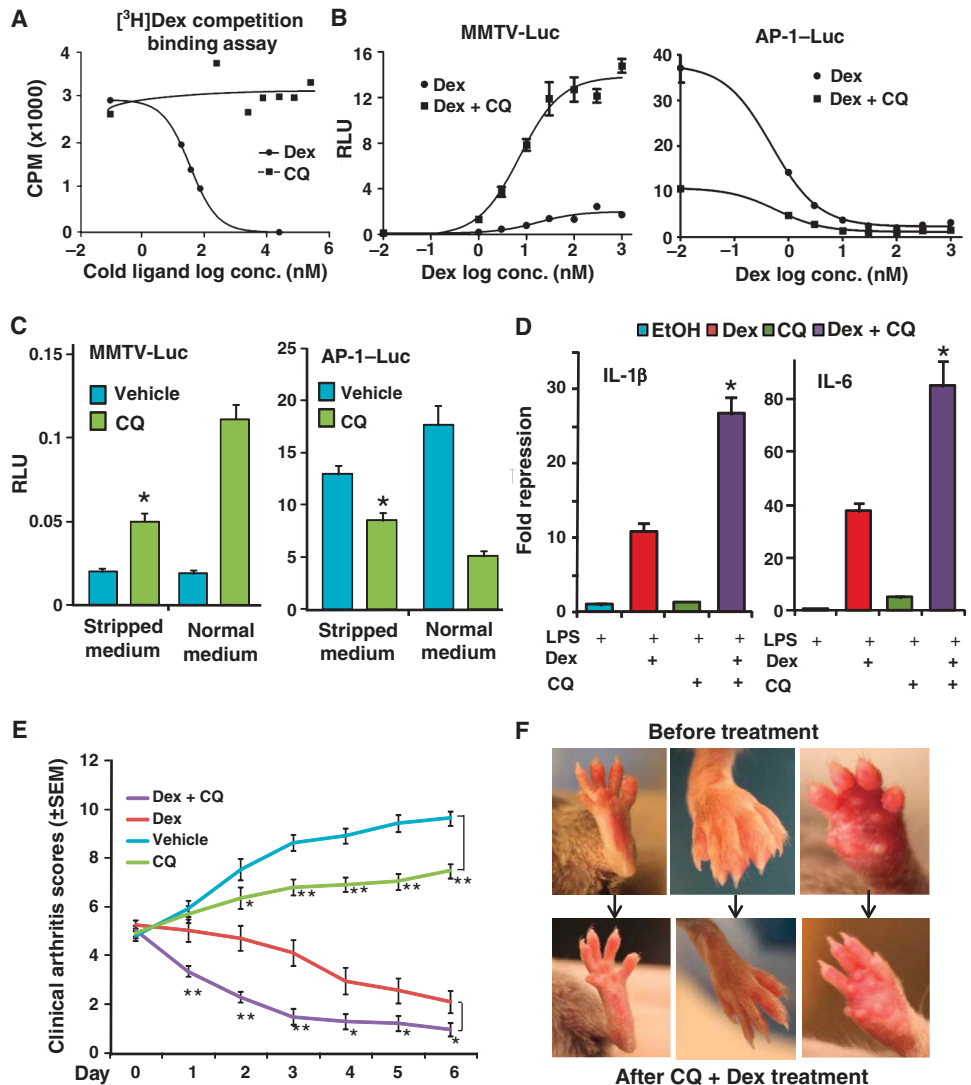 A
[³H]Dex competition
binding assay
CPM (x1000)
4
3
2
1
0
Dex
CQ
−2 0 2 4 6
Cold ligand log conc. (nM)
B
MMTV-Luc
RLU
16
12
8
4
0
Dex
Dex + CQ
−2 −1 0 1 2 3
Dex log conc. (nM)
AP-1–Luc
40
30
20
10
0
Dex
Dex + CQ
−2 −1 0 1 2 3
Dex log conc. (nM)
C
MMTV-Luc
RLU
0.15
0.1
0.05
0
Vehicle
CQ
*
Stripped Normal
medium medium
AP-1–Luc
25
20
15
10
5
0
Vehicle
CQ
*
Stripped Normal
medium medium
D
EtOH Dex CQ Dex + CQ
Fold repression
IL-1β
30
20
10
0
*
LPS + + + +
Dex + +
CQ + +
IL-6
80
60
40
20
0
*
LPS + + + +
Dex + +
CQ + +
E
Clinical arthritis scores (±SEM)
12
10
8
6
4
2
0
Dex + CQ
Dex
Vehicle
CQ
* ** ** ** **
** ** ** * * *
Day 0 1 2 3 4 5 6
F
Before treatment
After CQ + Dex treatment